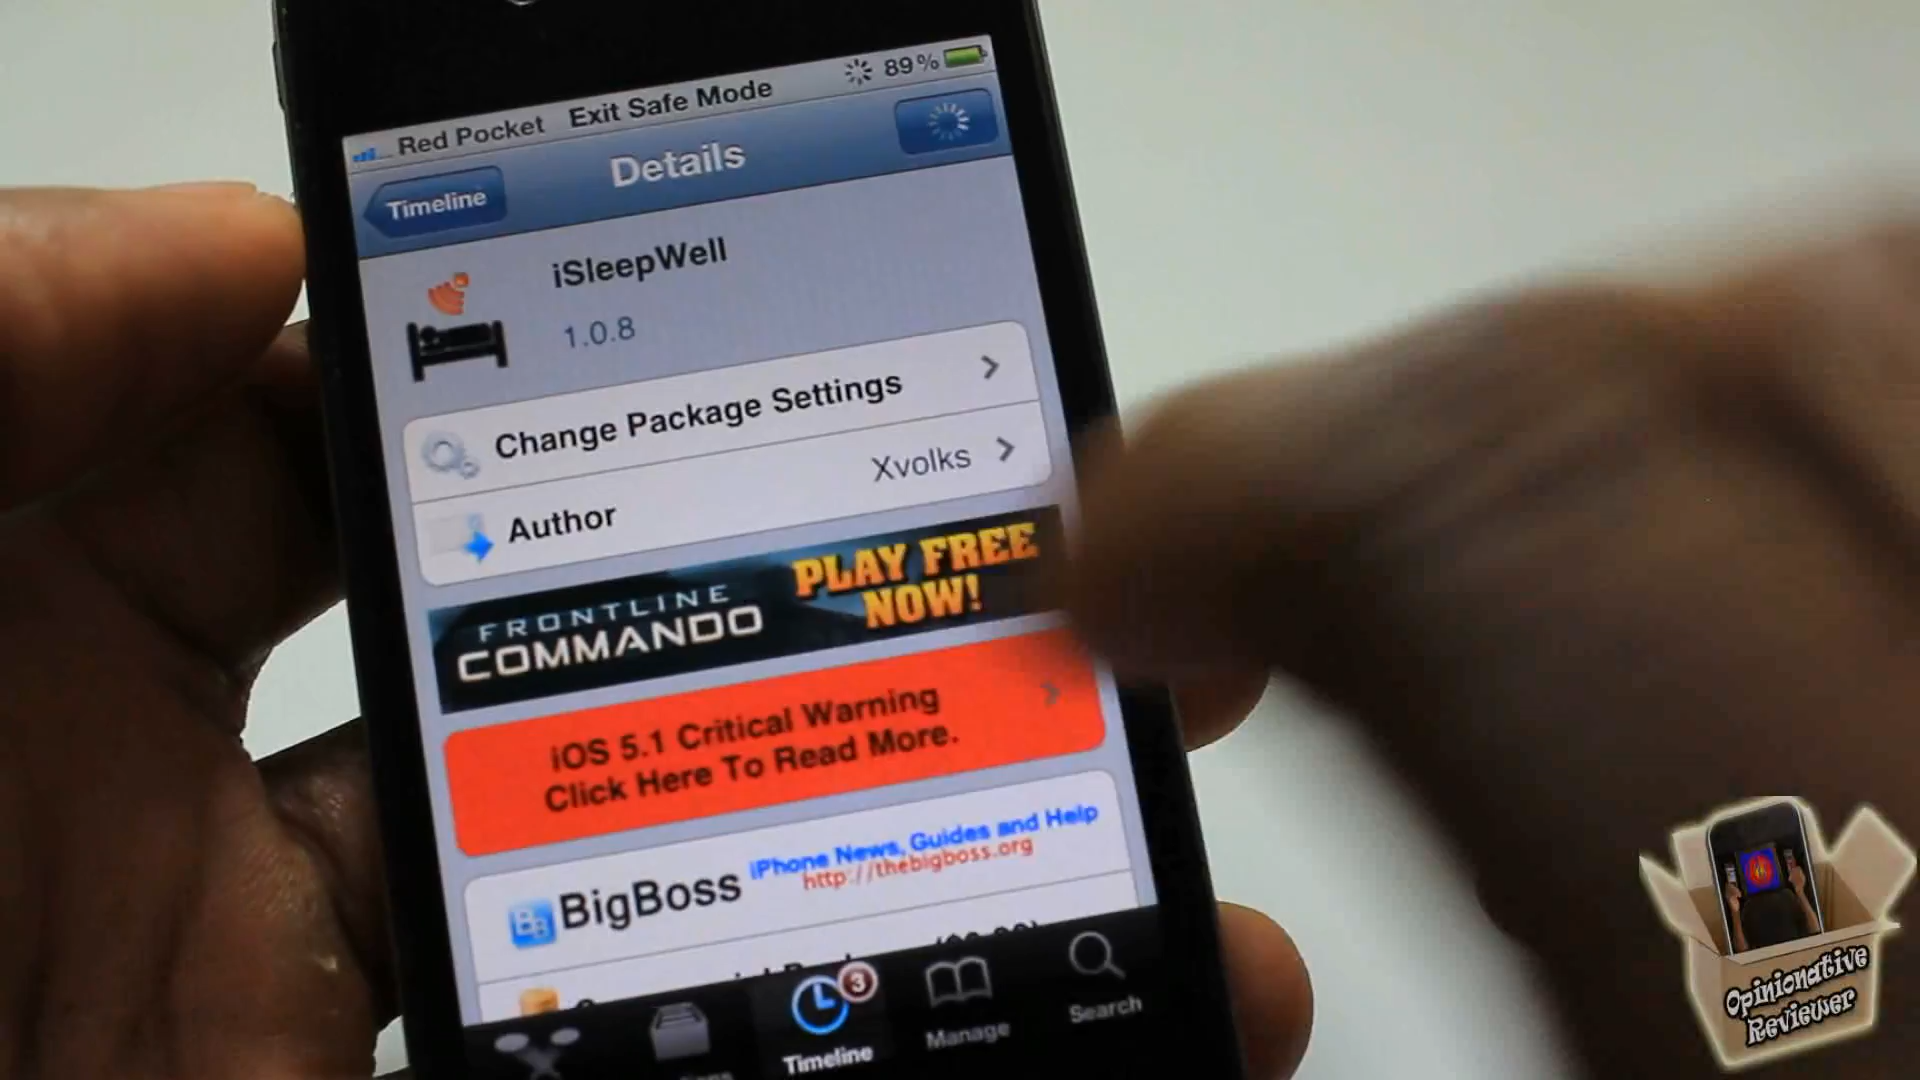 Red Pocket Exit Safe Mode 89%
Timeline
Details
iSleepWell
1.0.8
Change Package Settings
Author Xvolks
FRONTLINE
COMMANDO
PLAY FREE
NOW!
iOS 5.1 Critical Warning
Click Here To Read More.
BigBoss
iPhone News, Guides and Help
http://thebigboss.org
3
Timeline
Manage
Search
Opinionative
Reviewer